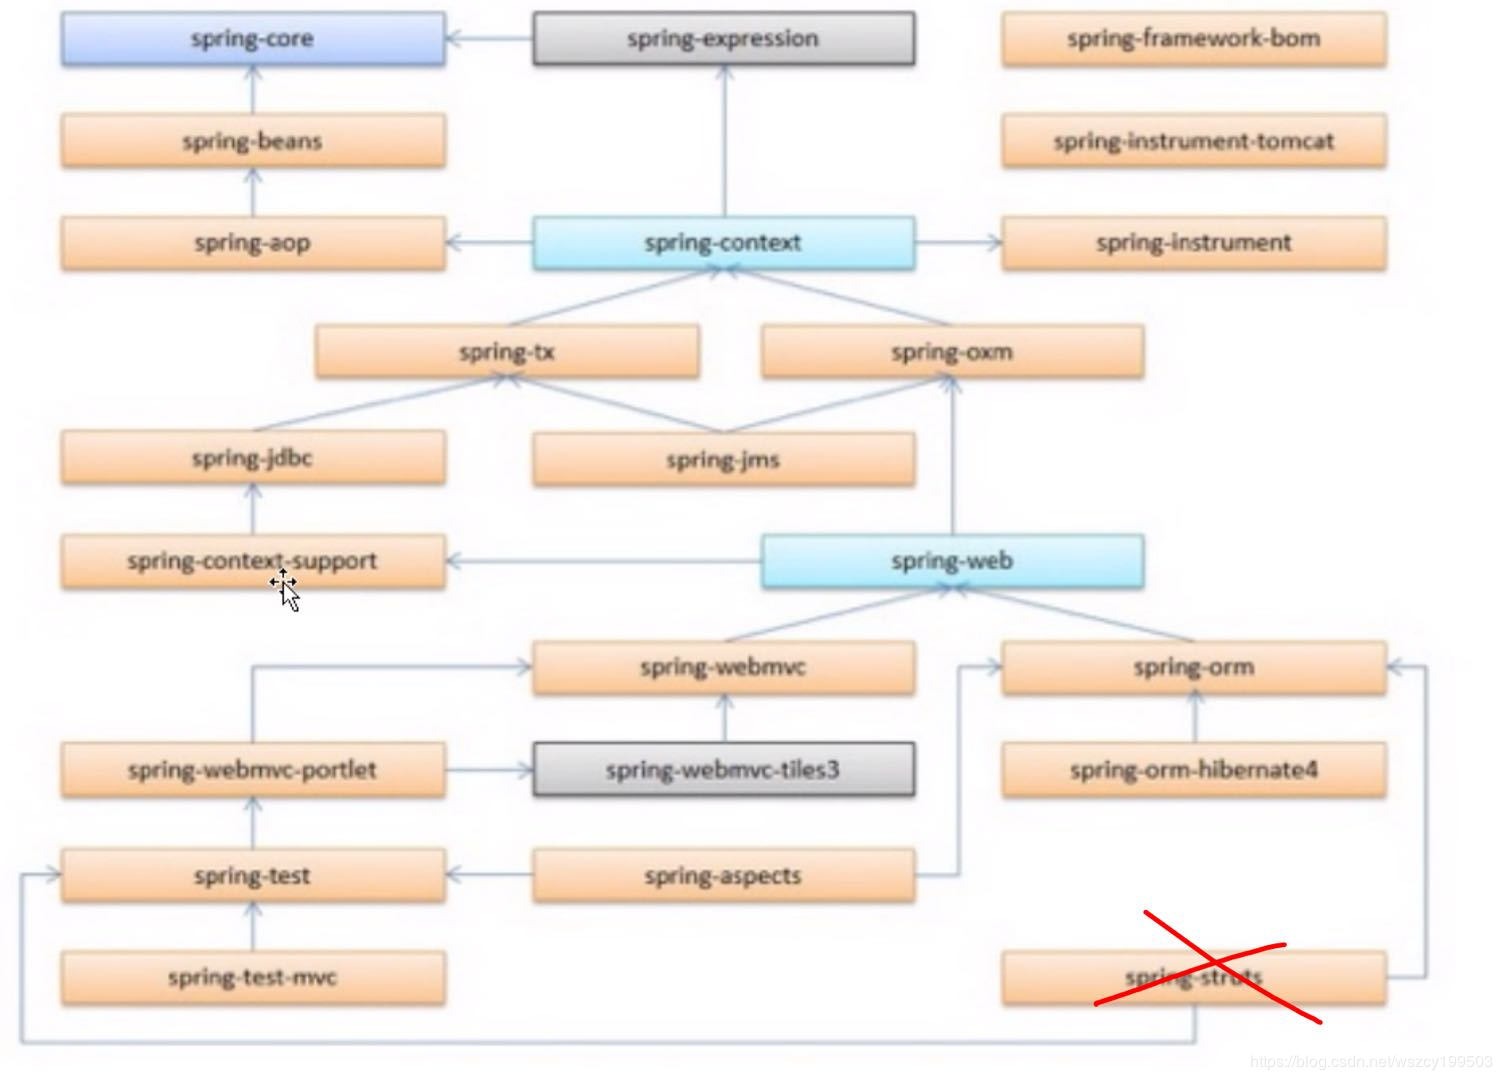 spring-core
spring-expression
spring-framework-bom
spring-beans
spring-instrument-tomcat
spring-aop
spring-context
spring-instrument
spring-tx
spring-oxm
spring-jdbc
spring-jms
spring-context-support
spring-web
spring-webmvc
spring-orm
spring-webmvc-portlet
spring-webmvc-tiles3
spring-orm-hibernate4
spring-test
spring-aspects
spring-test-mvc
spring-struts
https://blog.csdn.net/wszcy199503